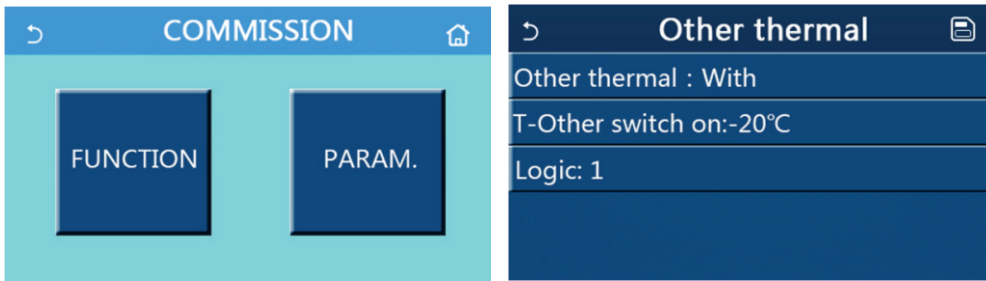 COMMISSION
FUNCTION
PARAM.
Other thermal
Other thermal : With
T-Other switch on:-20℃
Logic: 1